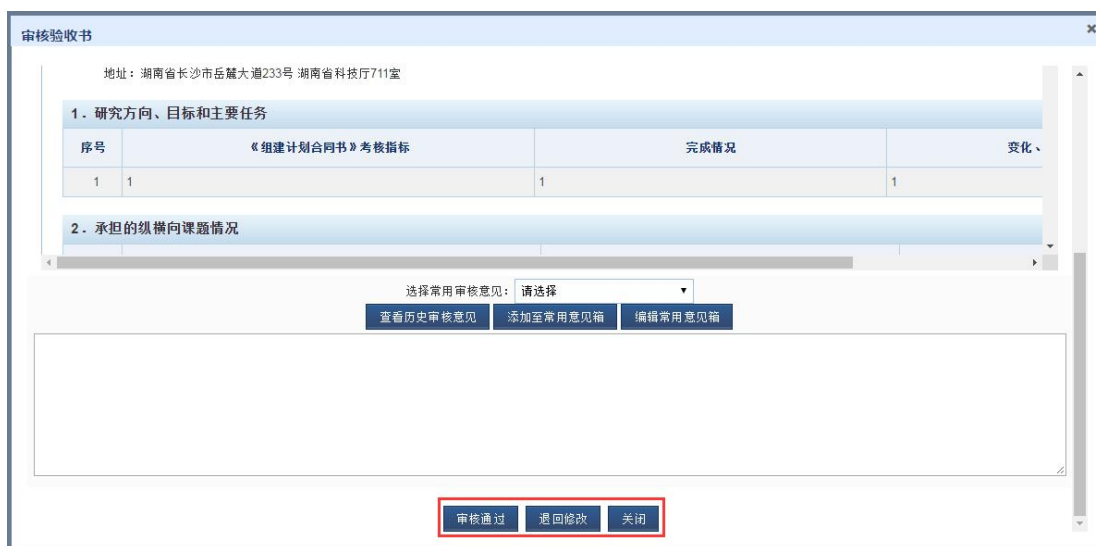 审核验收书
地址：湖南省长沙市岳麓大道233号 湖南省科技厅711室
1．研究方向、目标和主要任务
序号 《组建计划合同书》考核指标 完成情况 变化、
1 1 1 1
2．承担的纵横向课题情况
选择常用审核意见： 请选择
查看历史审核意见 添加至常用意见箱 编辑常用意见箱
审核通过 退回修改 关闭